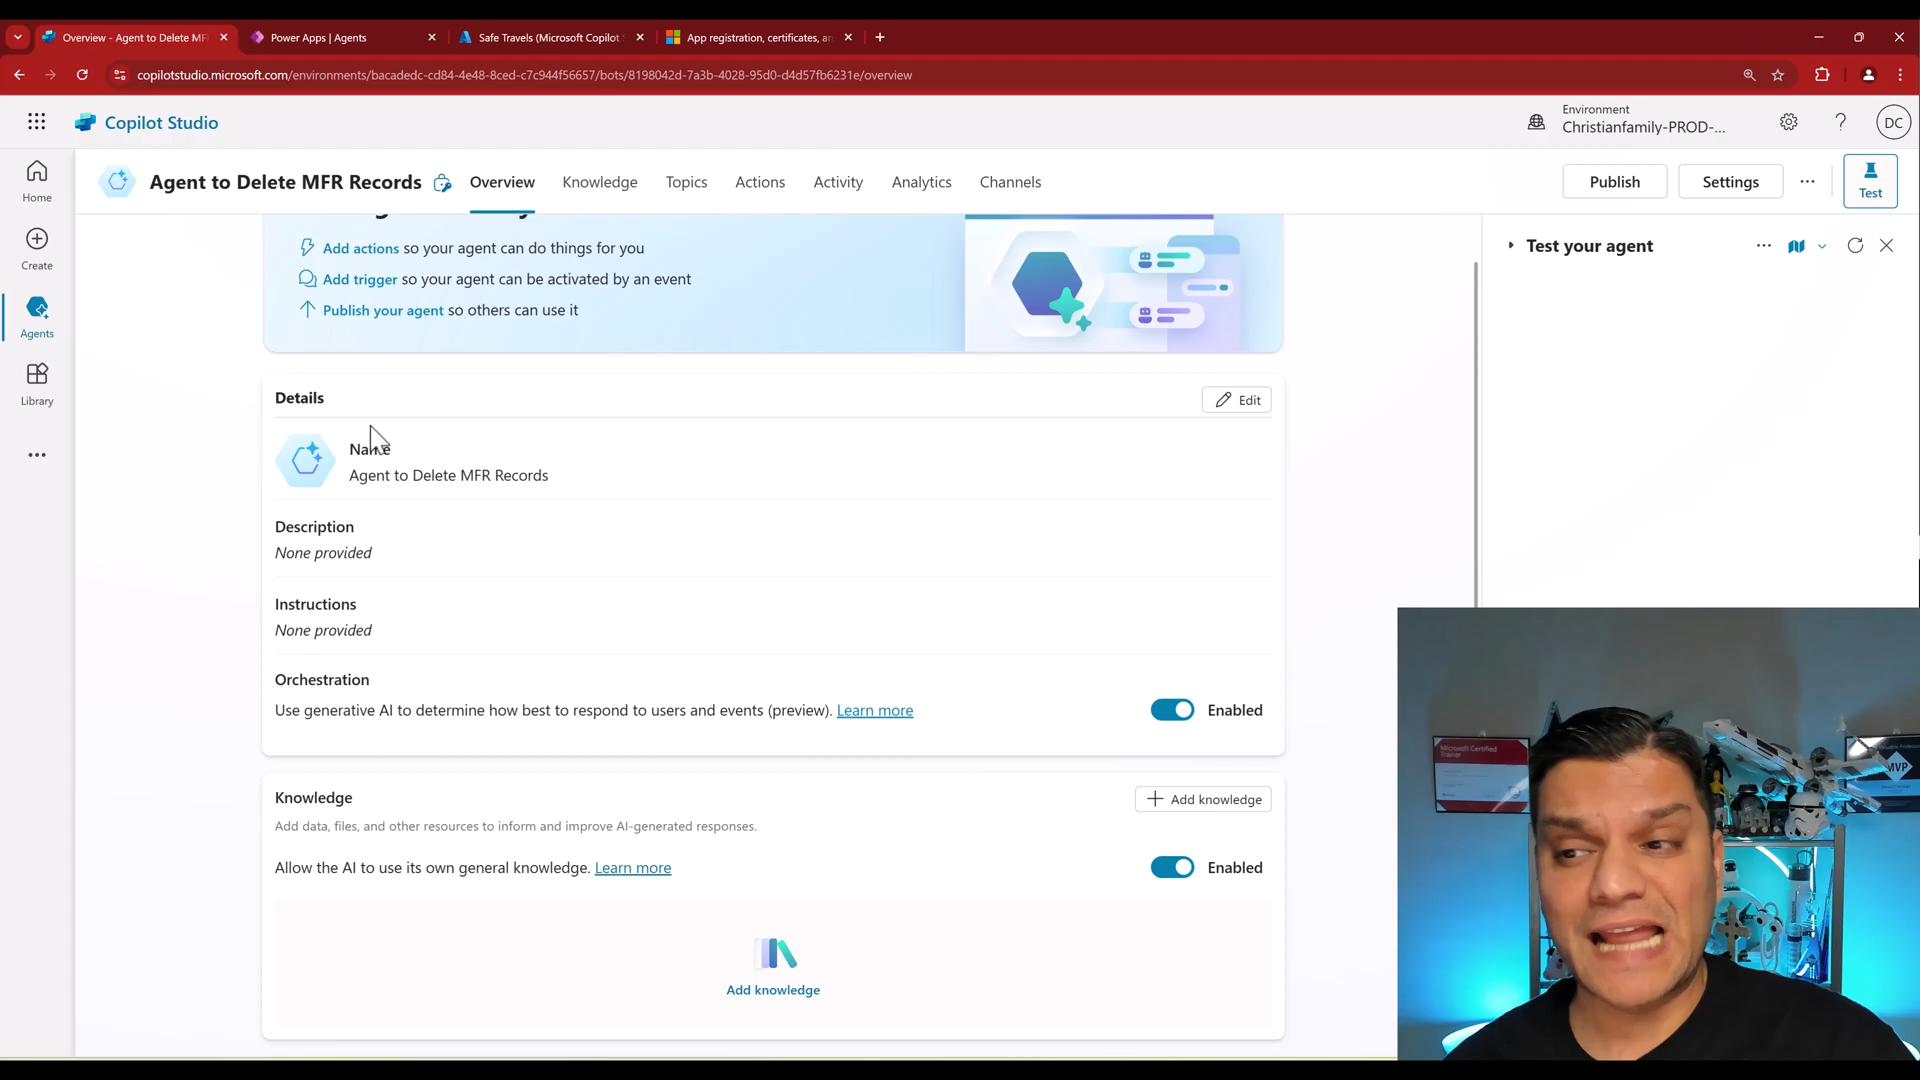 Overview - Agent to Delete MF
Power Apps | Agents
Safe Travels (Microsoft Copilot
App registration, certificates, an
copilotstudio.microsoft.com/environments/bacadedc-cd84-4e48-8ced-c7c944f56657/bots/8198042d-7a3b-4028-95d0-d4d57fb6231e/overview
Copilot Studio
Environment
Christianfamily-PROD-...
DC
Agent to Delete MFR Records
Overview
Knowledge
Topics
Actions
Activity
Analytics
Channels
Publish
Settings
Test
Home
Create
Agents
Library
Add actions so your agent can do things for you
Add trigger so your agent can be activated by an event
Publish your agent so others can use it
Test your agent
Details
Edit
Name
Agent to Delete MFR Records
Description
None provided
Instructions
None provided
Orchestration
Use generative AI to determine how best to respond to users and events (preview). Learn more
Enabled
Knowledge
Add knowledge
Add data, files, and other resources to inform and improve AI-generated responses.
Allow the AI to use its own general knowledge. Learn more
Enabled
Add knowledge
Microsoft Certified
Trainer
MVP